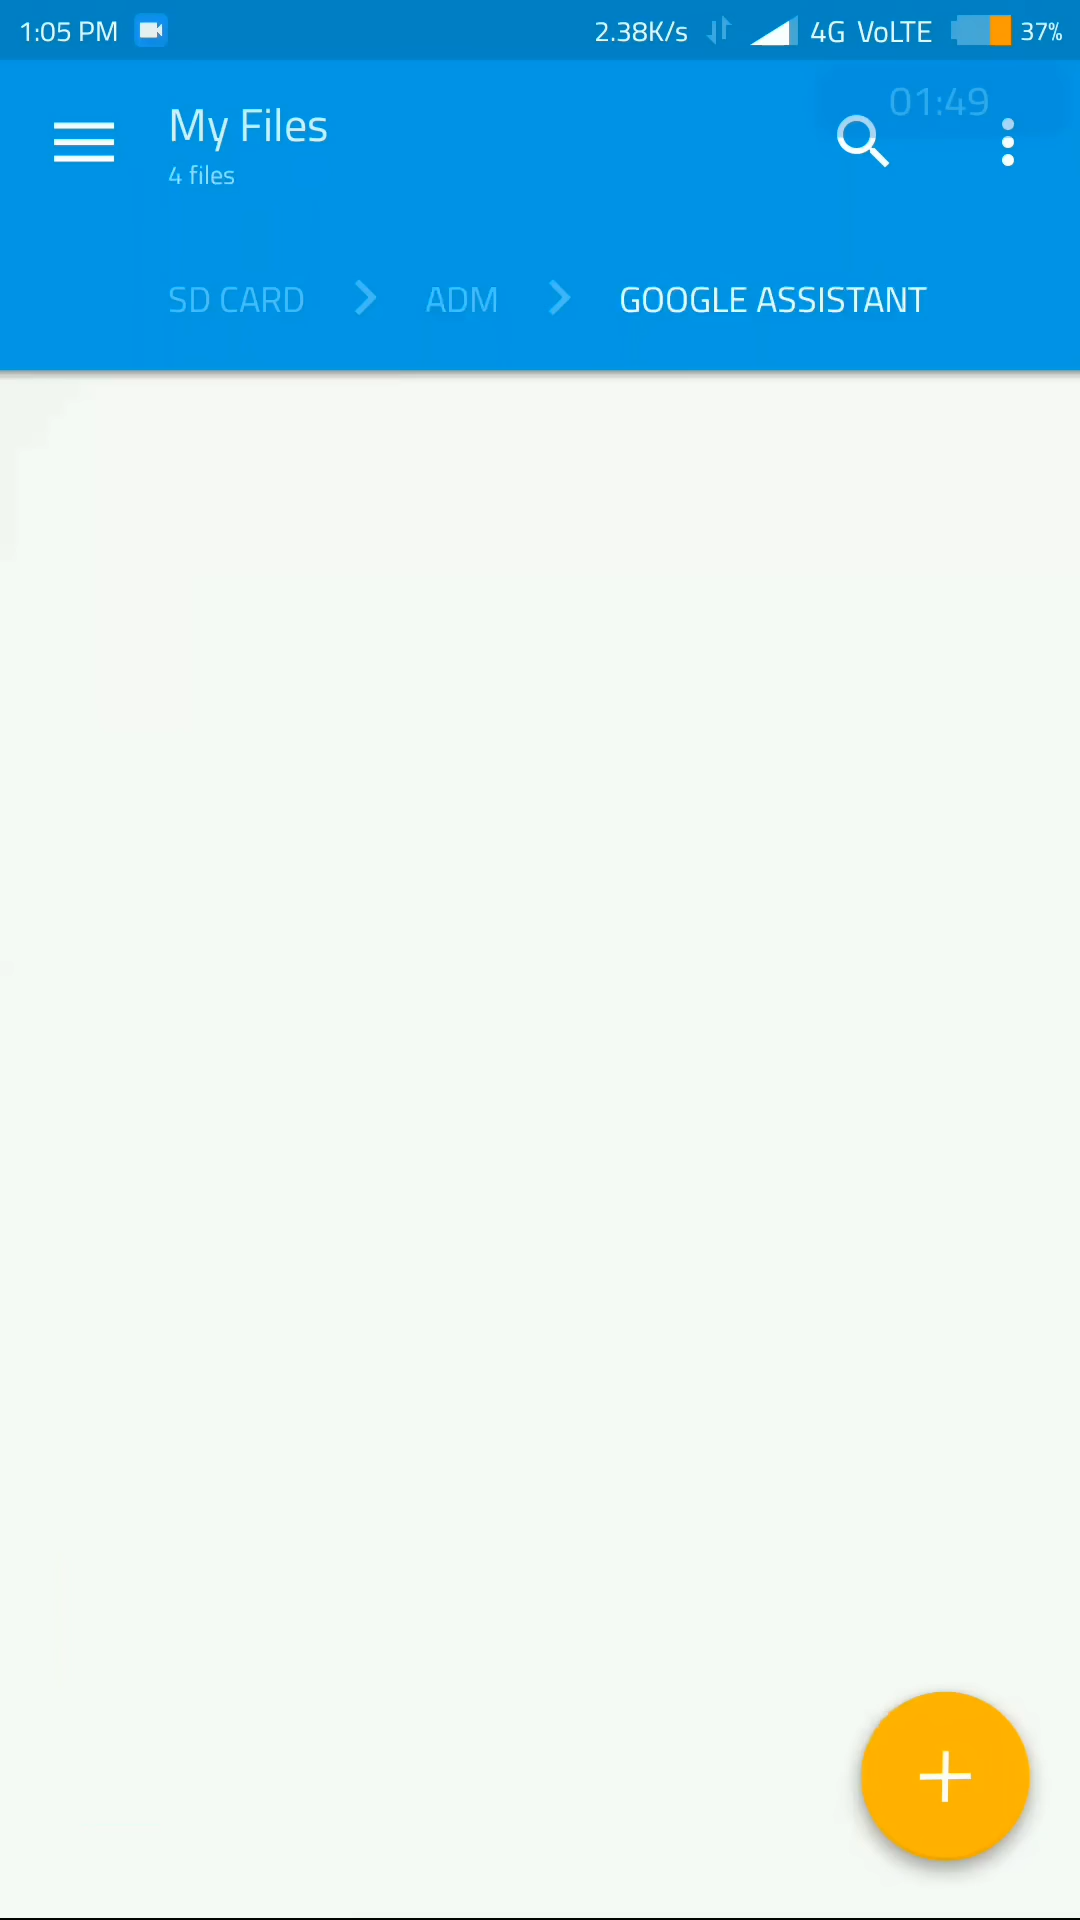 1:05 PM 2.38K/s 4G VoLTE 37%
01:49
My Files
4 files
SD CARD ADM GOOGLE ASSISTANT